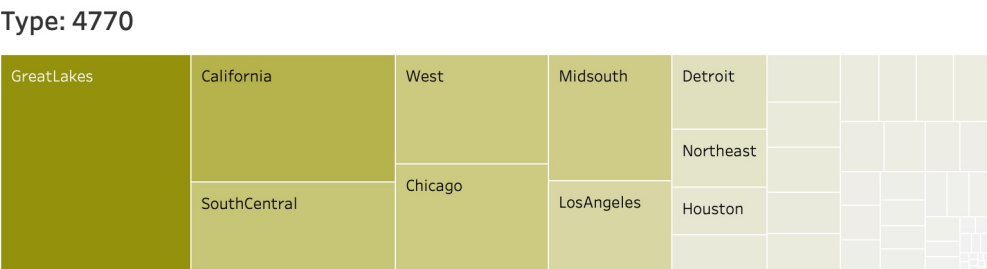 Type: 4770
GreatLakes
California
West
Midsouth
Detroit
Northeast
Chicago
SouthCentral
LosAngeles
Houston